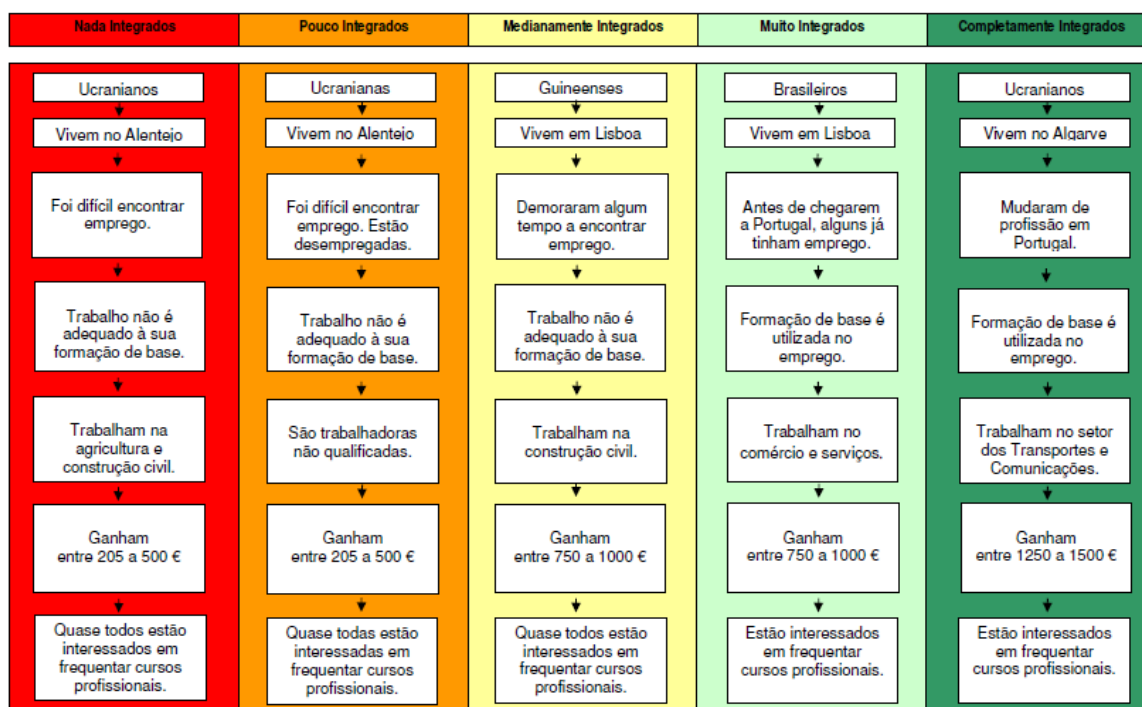 Nada Integrados
Pouco Integrados
Medianamente Integrados
Muito Integrados
Completamente Integrados
Ucranianos
Vivem no Alentejo
Foi difícil encontrar
emprego.
Trabalho não é
adequado à sua
formação de base.
Trabalham na
agricultura e
construção civil.
Ganham
entre 205 a 500 €
Quase todos estão
interessados em
frequentar cursos
profissionais.
Ucranianas
Vivem no Alentejo
Foi difícil encontrar
emprego. Estão
desempregadas.
Trabalho não é
adequado à sua
formação de base.
São trabalhadoras
não qualificadas.
Ganham
entre 205 a 500 €
Quase todas estão
interessadas em
frequentar cursos
profissionais.
Guineenses
Vivem em Lisboa
Demoraram algum
tempo a encontrar
emprego.
Trabalho não é
adequado à sua
formação de base.
Trabalham na
construção civil.
Ganham
entre 750 a 1000 €
Quase todos estão
interessados em
frequentar cursos
profissionais.
Brasileiros
Vivem em Lisboa
Antes de chegarem
a Portugal, alguns já
tinham emprego.
Formação de base é
utilizada no
emprego.
Trabalham no
comércio e serviços.
Ganham
entre 750 a 1000 €
Estão interessados
em frequentar
cursos profissionais.
Ucranianos
Vivem no Algarve
Mudaram de
profissão em
Portugal.
Formação de base é
utilizada no
emprego.
Trabalham no setor
dos Transportes e
Comunicações.
Ganham
entre 1250 a 1500 €
Estão interessados
em frequentar
cursos profissionais.